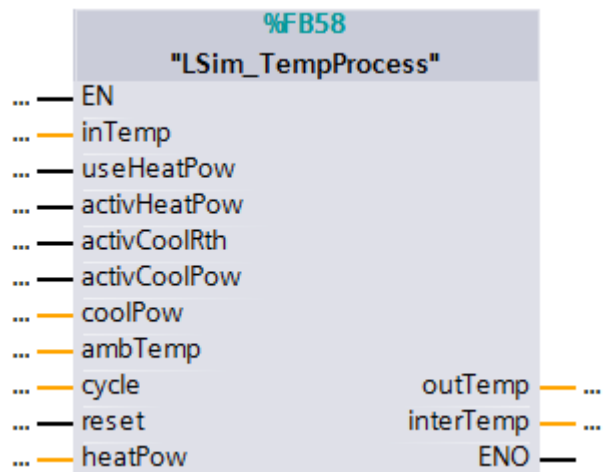 %FB58
"LSim_TempProcess"
... EN
... inTemp
... useHeatPow
... activHeatPow
... activCoolRth
... activCoolPow
... coolPow
... ambTemp
... cycle outTemp ...
... reset interTemp ...
... heatPow ENO